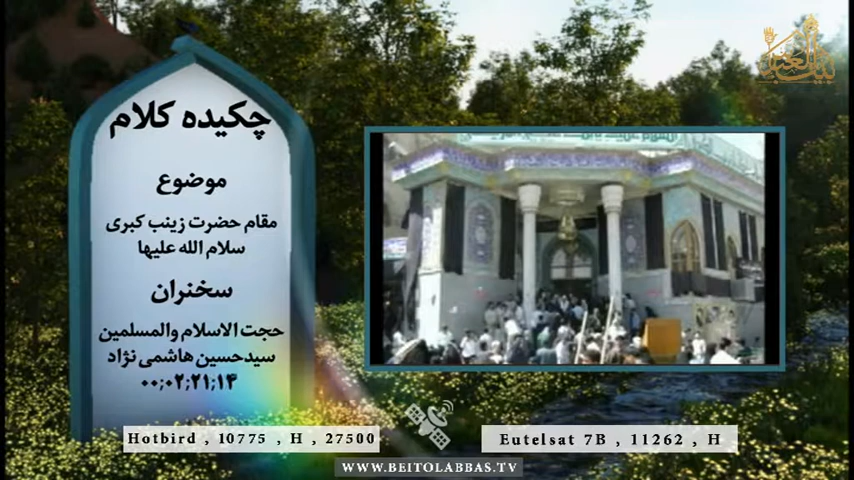 چکیده کلام
موضوع
مقام حضرت زینب کبری
سلام الله علیها
سخنران
حجت الاسلام والمسلمین
سیدحسین هاشمی نژاد
۰۰;۰۲;۲۱;۱۴
Hotbird , 10775 , H , 27500
Eutelsat 7B , 11262 , H
WWW.BEITOLABBAS.TV